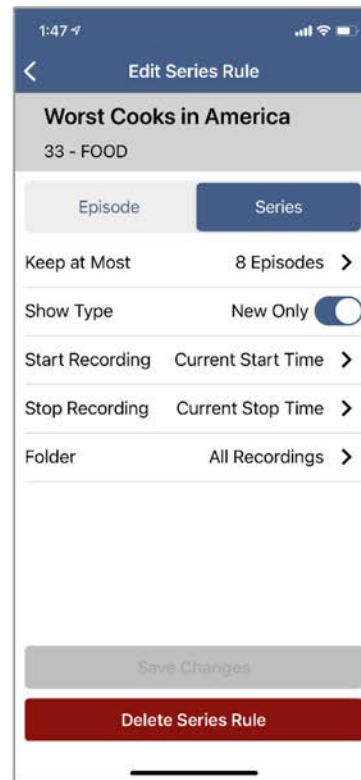 1:47
Edit Series Rule
Worst Cooks in America
33 - FOOD
Episode Series
Keep at Most 8 Episodes
Show Type New Only
Start Recording Current Start Time
Stop Recording Current Stop Time
Folder All Recordings
Save Changes
Delete Series Rule